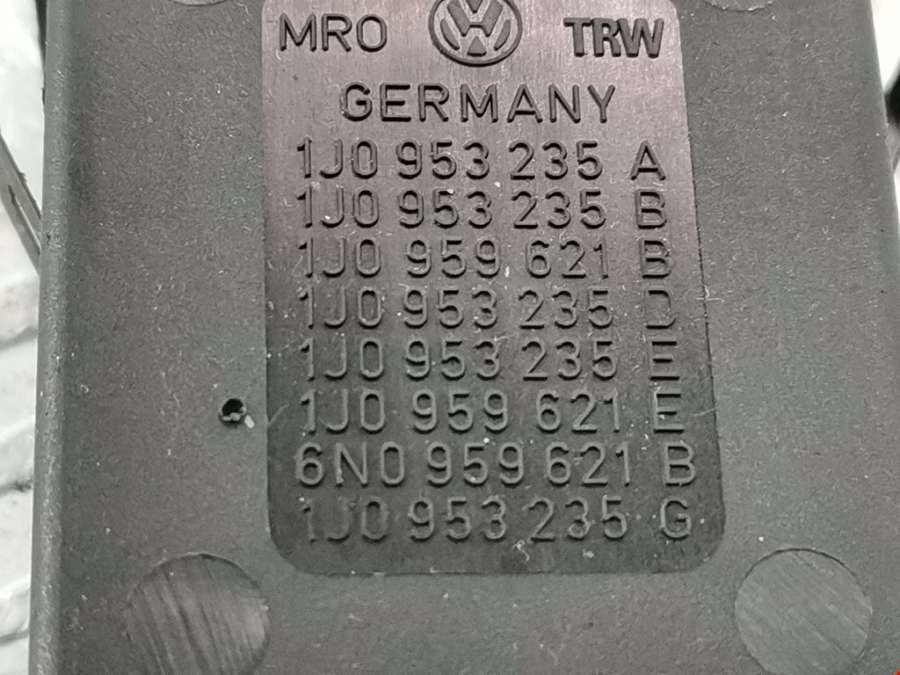 MRO VW TRW
GERMANY
1J0 953 235 A
1J0 953 235 B
1J0 959 621 B
1J0 953 235 D
1J0 953 235 E
1J0 959 621 E
6N0 959 621 B
1J0 953 235 G